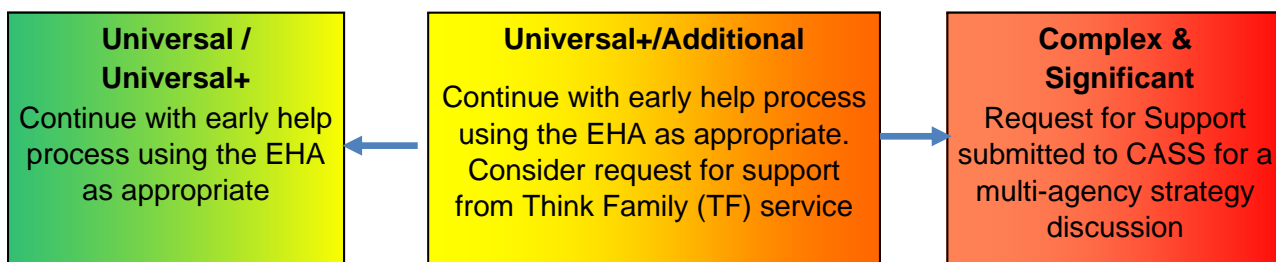 Universal /
Universal+
Continue with early help
process using the EHA
as appropriate
Universal+/Additional
Continue with early help process
using the EHA as appropriate.
Consider request for support
from Think Family (TF) service
Complex &
Significant
Request for Support
submitted to CASS for a
multi-agency strategy
discussion